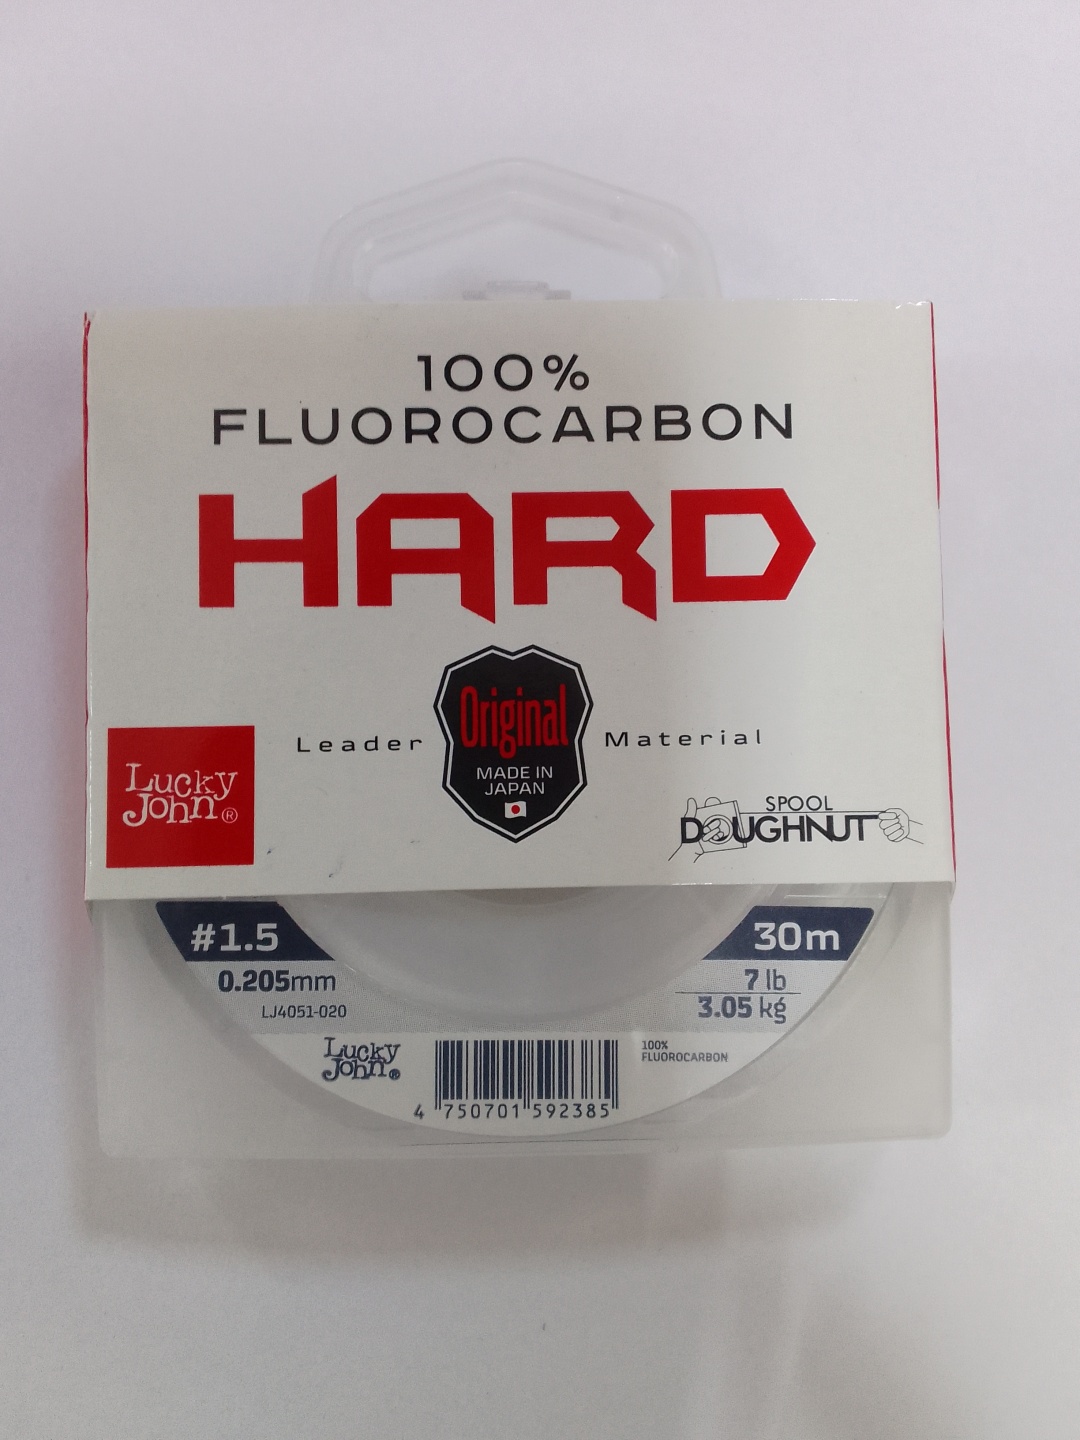 100%
FLUOROCARBON
HARD
Original
Leader Material
MADE IN
JAPAN
Lucky
John®
SPOOL
DOUGHNUT
#1.5
30m
0.205mm
7 lb
LJ4051-020
3.05 kg
Lucky
John®
100%
FLUOROCARBON
4 750701 592385